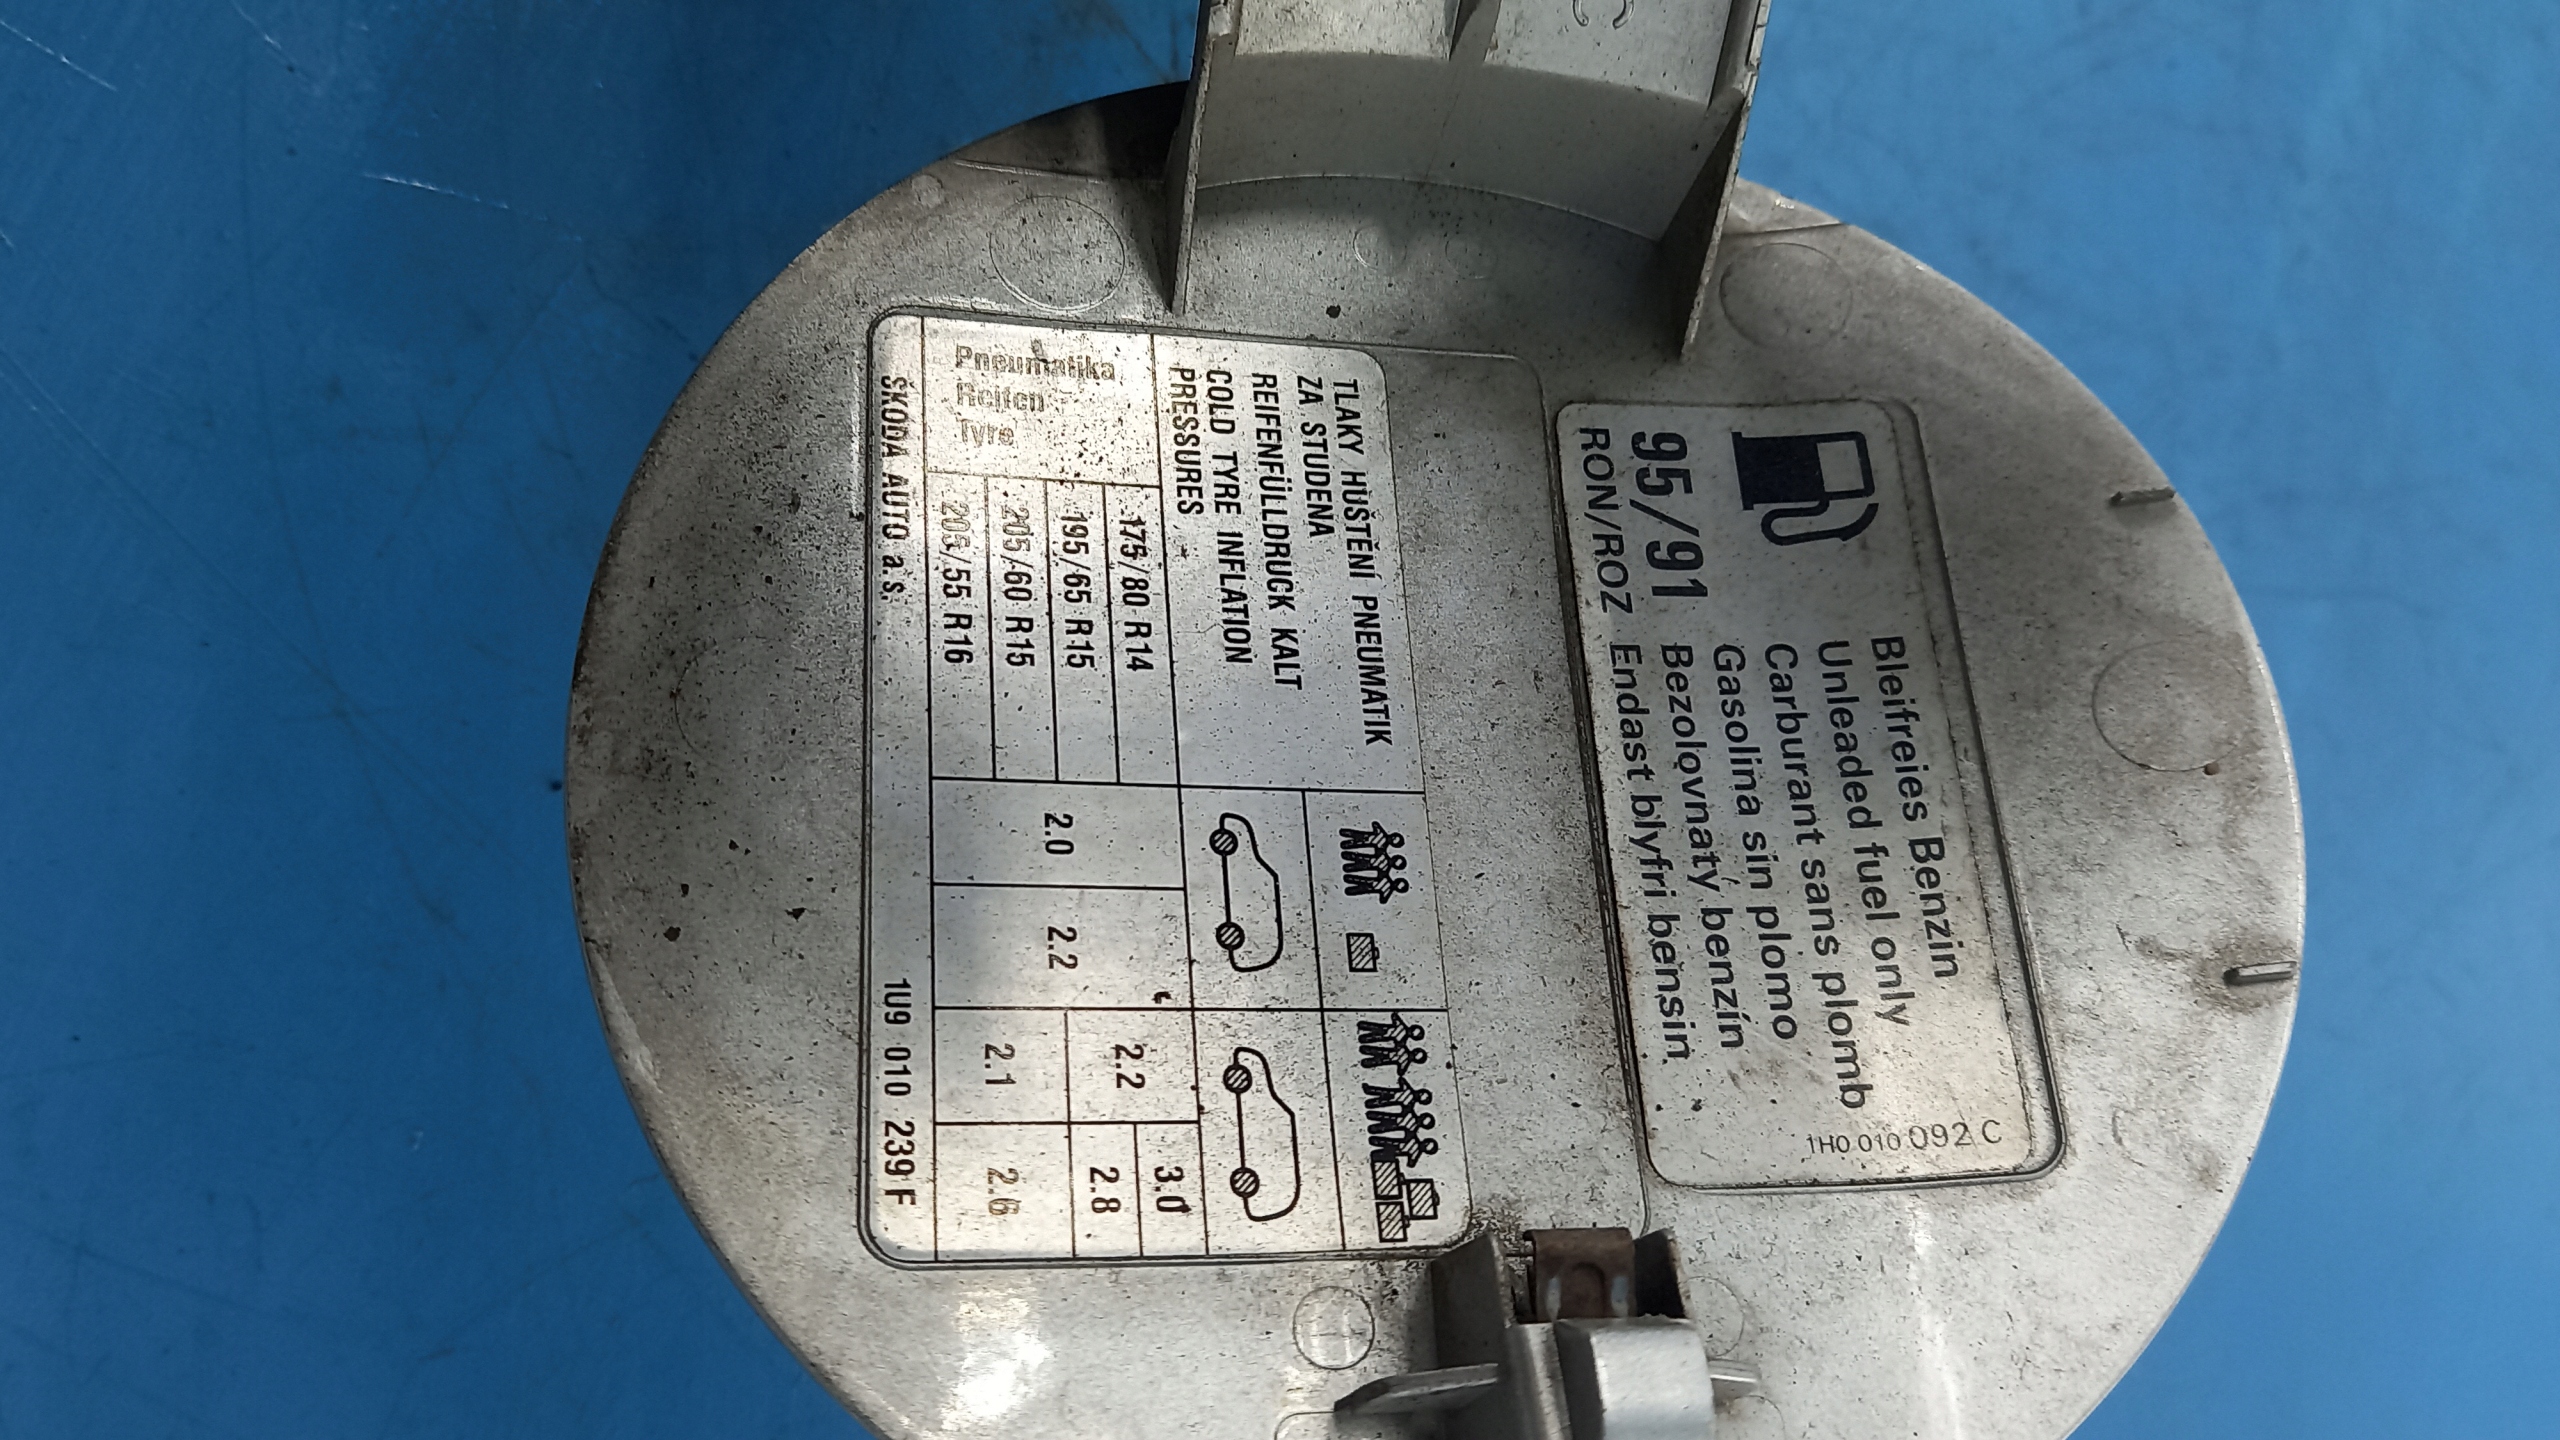 Bleifreies Benzin
Unleaded fuel only
Carburant sans plomb
Gasolina sin plomo
95/91 Bezolovnatý benzín
RON/ROZ Endast blyfri bensin
1H0 010 092 C
TLAKY HUŠTĚNÍ PNEUMATIK
ZA STUDENA
REIFENFÜLLDRUCK KALT
COLD TYRE INFLATION
PRESSURES
Pneumatika
Reifen
Tyre
175/80 R14
195/65 R15
205/60 R15
205/55 R16
2.0
2.2
2.2
2.1
3.0
2.8
2.6
ŠKODA AUTO a.s. 1U9 010 239 F
C